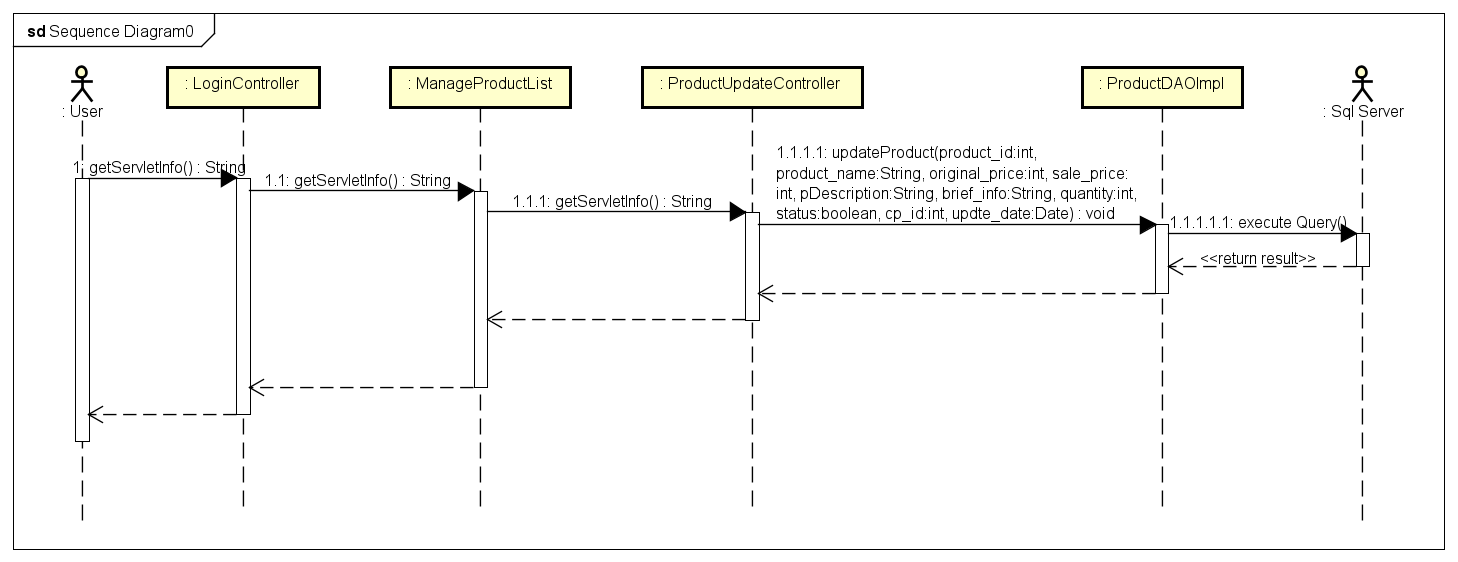 sd Sequence Diagram0
: User
: LoginController
: ManageProductList
: ProductUpdateController
: ProductDAOImpl
: Sql Server
1: getServletInfo() : String
1.1: getServletInfo() : String
1.1.1: getServletInfo() : String
1.1.1.1: updateProduct(product_id:int,
product_name:String, original_price:int, sale_price:
int, pDescription:String, brief_info:String, quantity:int,
status:boolean, cp_id:int, updte_date:Date) : void
1.1.1.1.1: execute Query()
<<return result>>